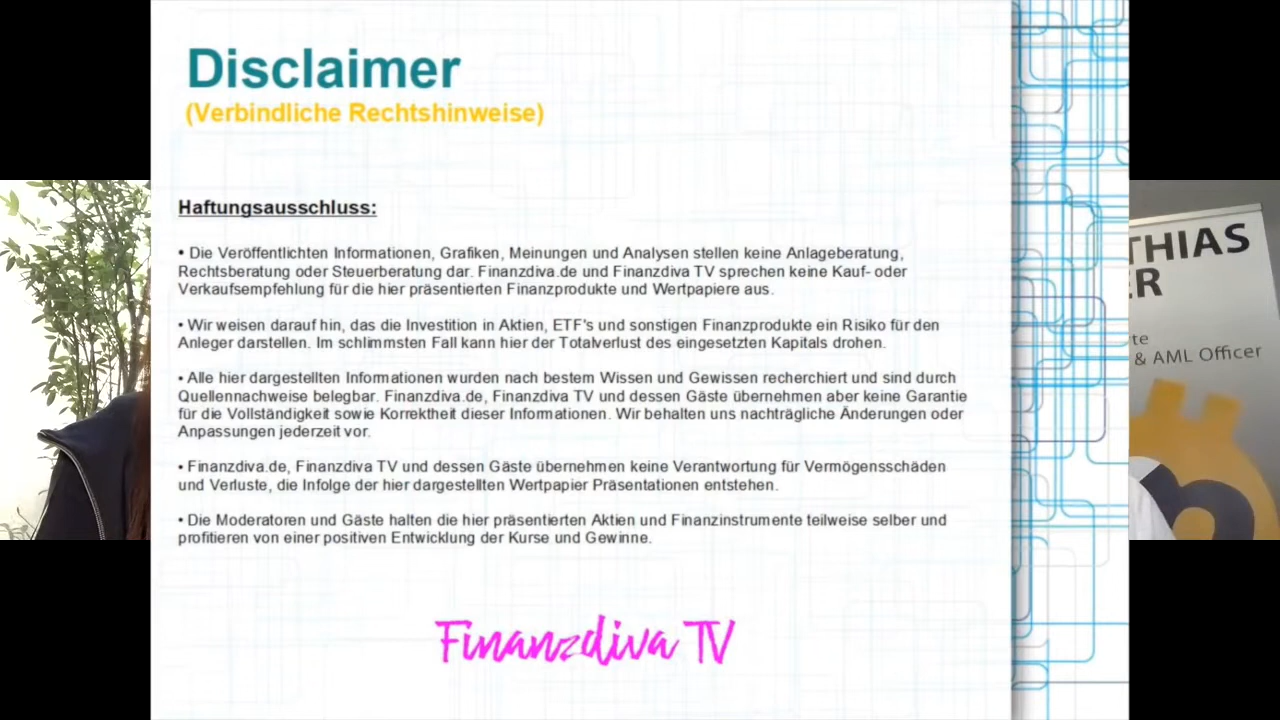 Disclaimer
(Verbindliche Rechtshinweise)
Haftungsausschluss:
• Die Veröffentlichten Informationen, Grafiken, Meinungen und Analysen stellen keine Anlageberatung,
Rechtsberatung oder Steuerberatung dar. Finanzdiva.de und Finanzdiva TV sprechen keine Kauf- oder
Verkaufsempfehlung für die hier präsentierten Finanzprodukte und Wertpapiere aus.
• Wir weisen darauf hin, das die Investition in Aktien, ETF's und sonstigen Finanzprodukte ein Risiko für den
Anleger darstellen. Im schlimmsten Fall kann hier der Totalverlust des eingesetzten Kapitals drohen.
• Alle hier dargestellten Informationen wurden nach bestem Wissen und Gewissen recherchiert und sind durch
Quellennachweise belegbar. Finanzdiva.de, Finanzdiva TV und dessen Gäste übernehmen aber keine Garantie
für die Vollständigkeit sowie Korrektheit dieser Informationen. Wir behalten uns nachträgliche Änderungen oder
Anpassungen jederzeit vor.
• Finanzdiva.de, Finanzdiva TV und dessen Gäste übernehmen keine Verantwortung für Vermögensschäden
und Verluste, die Infolge der hier dargestellten Wertpapier Präsentationen entstehen.
• Die Moderatoren und Gäste halten die hier präsentierten Aktien und Finanzinstrumente teilweise selber und
profitieren von einer positiven Entwicklung der Kurse und Gewinne.
Finanzdiva TV
THIAS
ER
te
& AML Officer